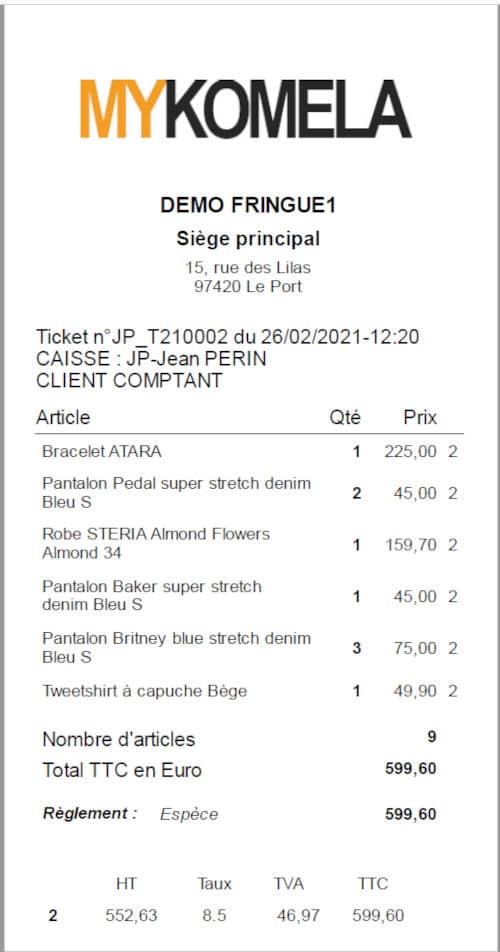 MYKOMELA
DEMO FRINGUE1
Siège principal
15, rue des Lilas
97420 Le Port
Ticket n°JP_T210002 du 26/02/2021-12:20
CAISSE : JP-Jean PERIN
CLIENT COMPTANT
Article Qté Prix
Bracelet ATARA 1 225,00 2
Pantalon Pedal super stretch denim
Bleu S 2 45,00 2
Robe STERIA Almond Flowers
Almond 34 1 159,70 2
Pantalon Baker super stretch
denim Bleu S 1 45,00 2
Pantalon Britney blue stretch denim
Bleu S 3 75,00 2
Tweetshirt à capuche Bège 1 49,90 2
Nombre d'articles 9
Total TTC en Euro 599,60
Règlement : Espèce 599,60
HT Taux TVA TTC
2 552,63 8.5 46,97 599,60